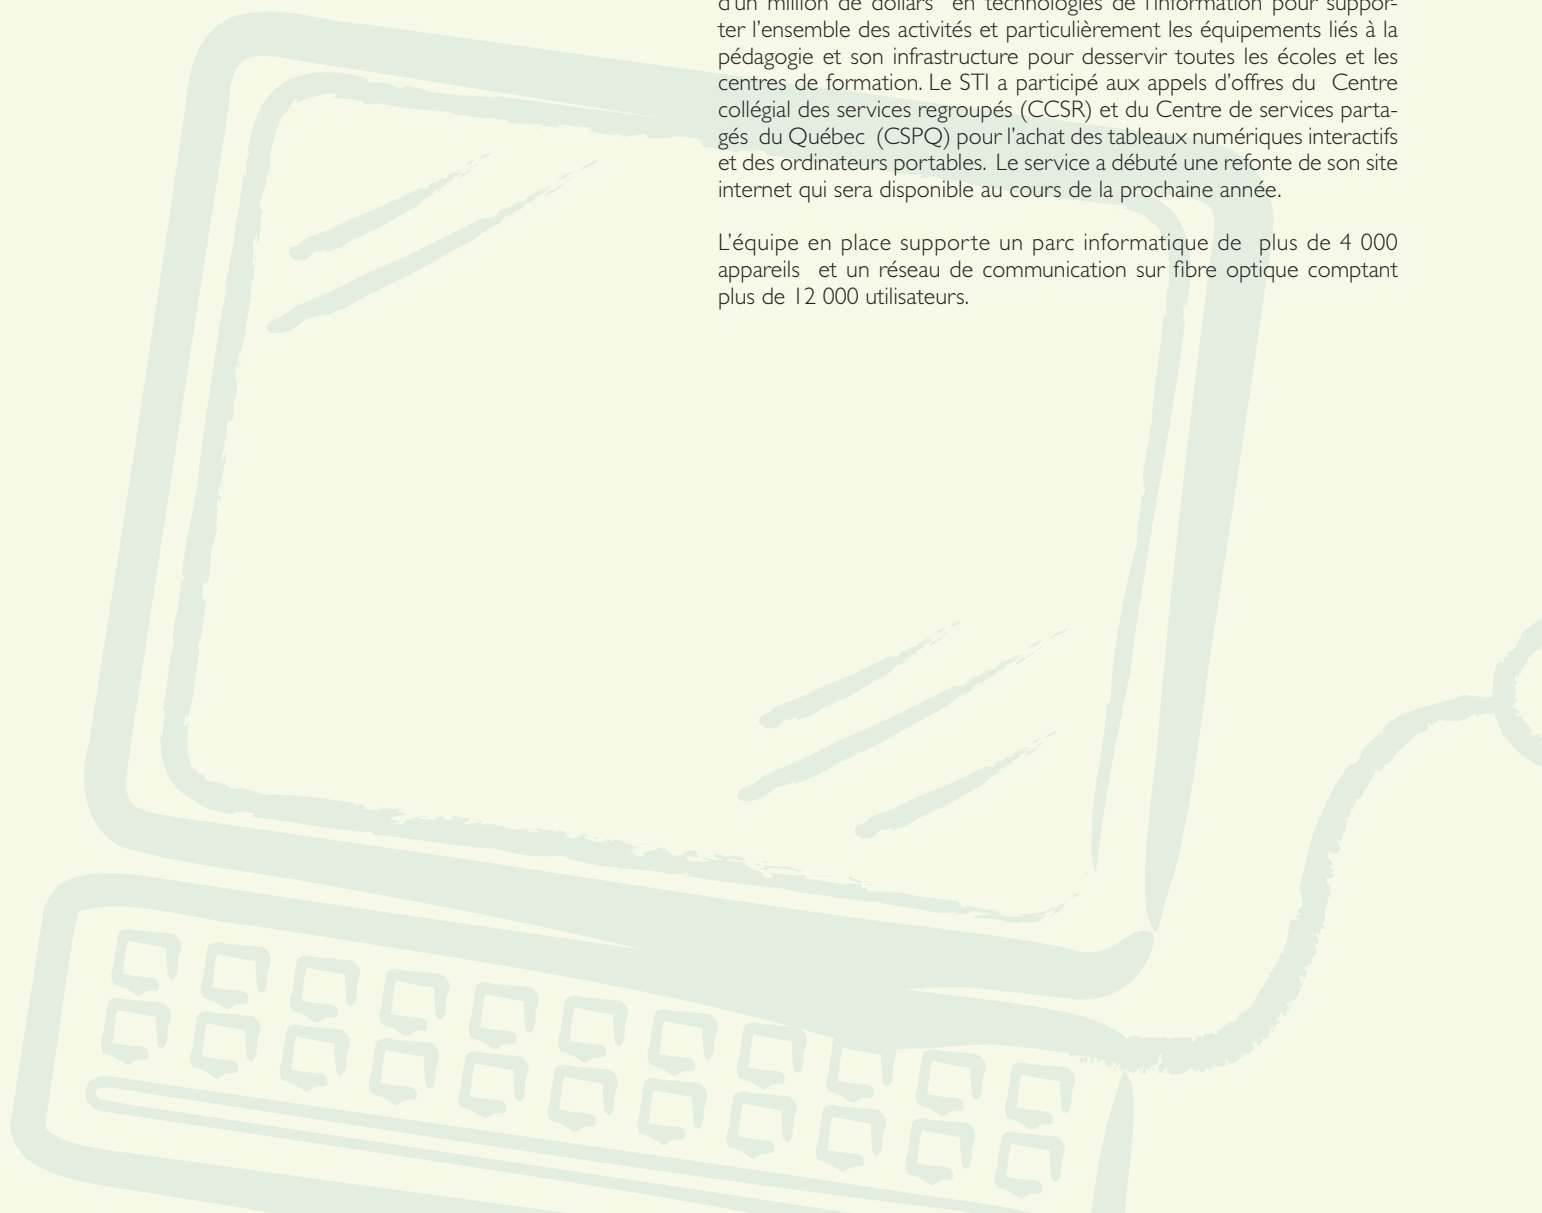 d'un million de dollars en technologies de l'information pour suppor-
ter l'ensemble des activités et particulièrement les équipements liés à la
pédagogie et son infrastructure pour desservir toutes les écoles et les
centres de formation. Le STI a participé aux appels d'offres du Centre
collégial des services regroupés (CCSR) et du Centre de services parta-
gés du Québec (CSPQ) pour l'achat des tableaux numériques interactifs
et des ordinateurs portables. Le service a débuté une refonte de son site
internet qui sera disponible au cours de la prochaine année.
L'équipe en place supporte un parc informatique de plus de 4 000
appareils et un réseau de communication sur fibre optique comptant
plus de 12 000 utilisateurs.